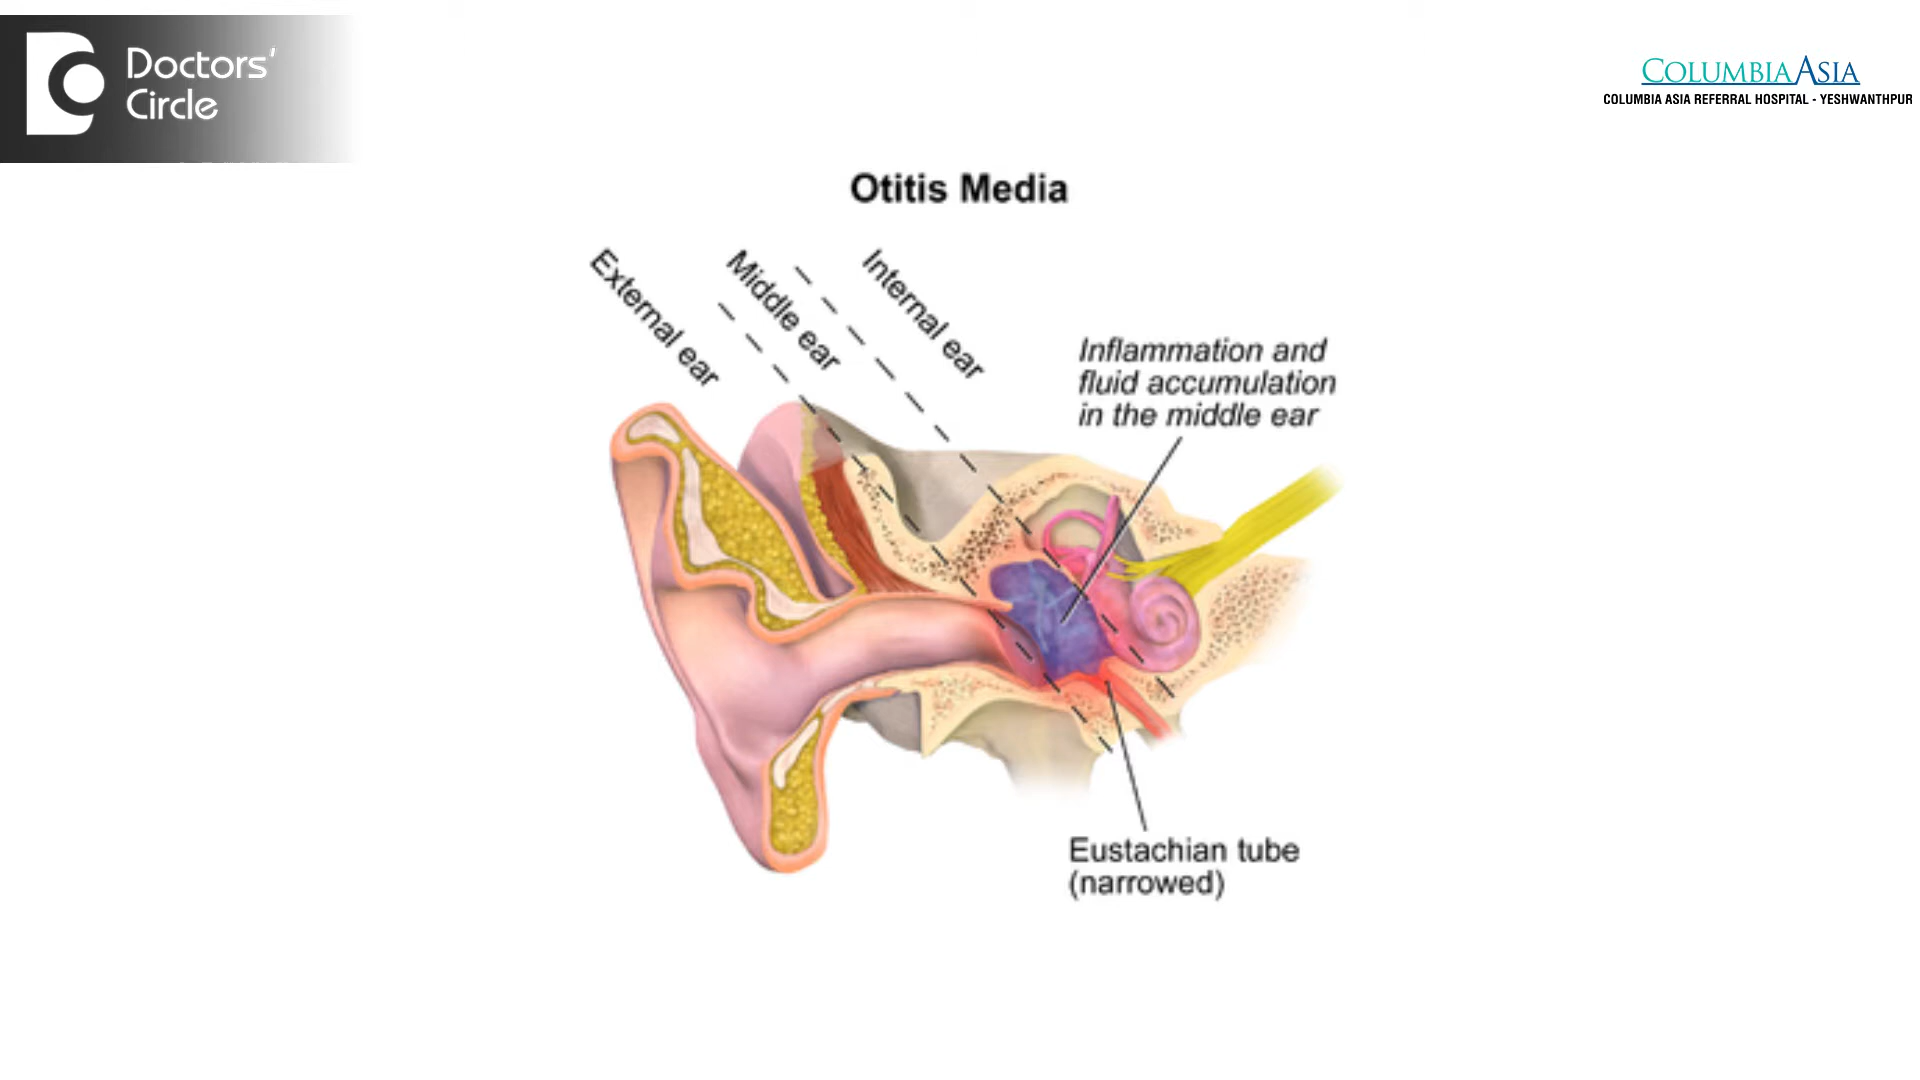 Doctors'
Circle
COLUMBIA ASIA
COLUMBIA ASIA REFERRAL HOSPITAL - YESHWANTHPUR
Otitis Media
External ear
Middle ear
Internal ear
Inflammation and
fluid accumulation
in the middle ear
Eustachian tube
(narrowed)